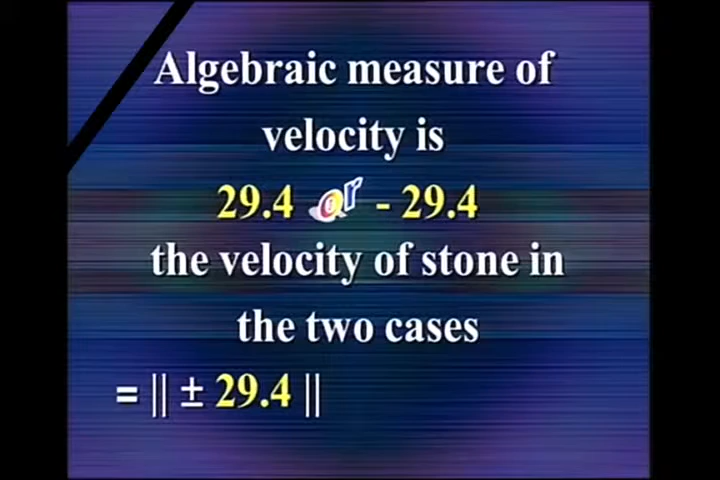 Algebraic measure of
velocity is
29.4 or - 29.4
the velocity of stone in
the two cases
= || ± 29.4 ||